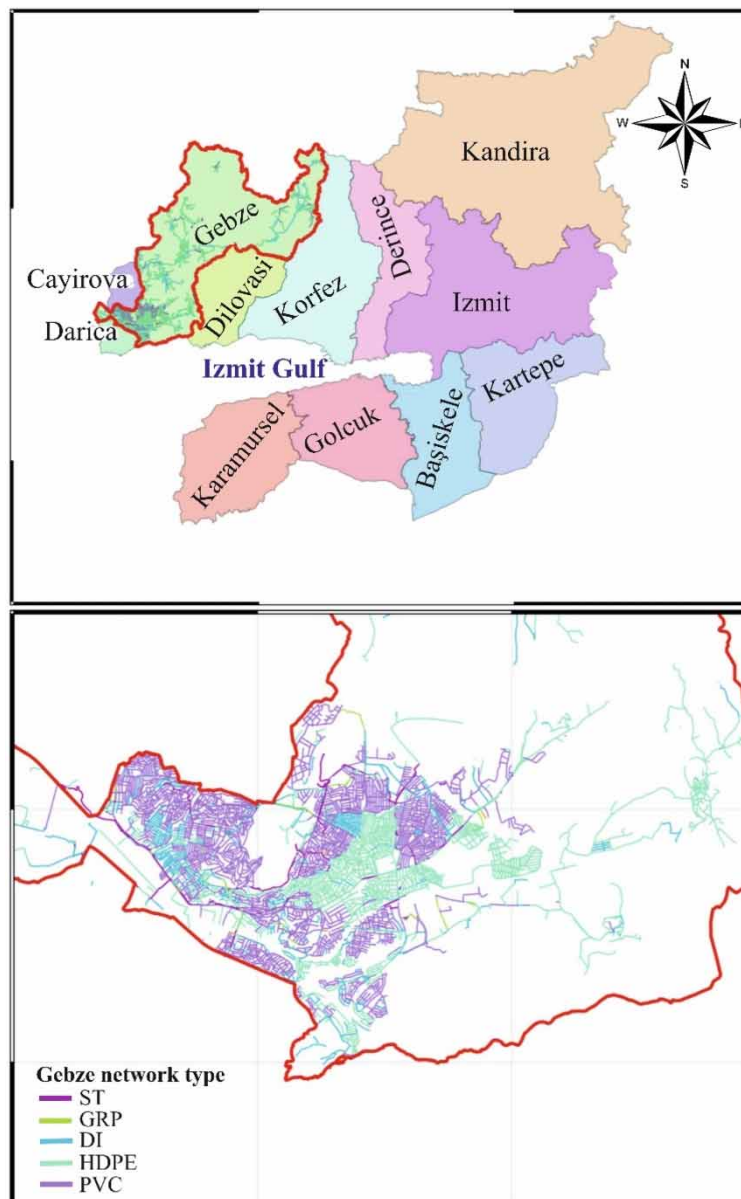 N
W
S
Kandira
Gebze
Derince
Cayirova
Dilovasi
Korfez
Izmit
Darica
Izmit Gulf
Kartepe
Karamursel
Golcuk
Başiskele
Gebze network type
ST
GRP
DI
HDPE
PVC